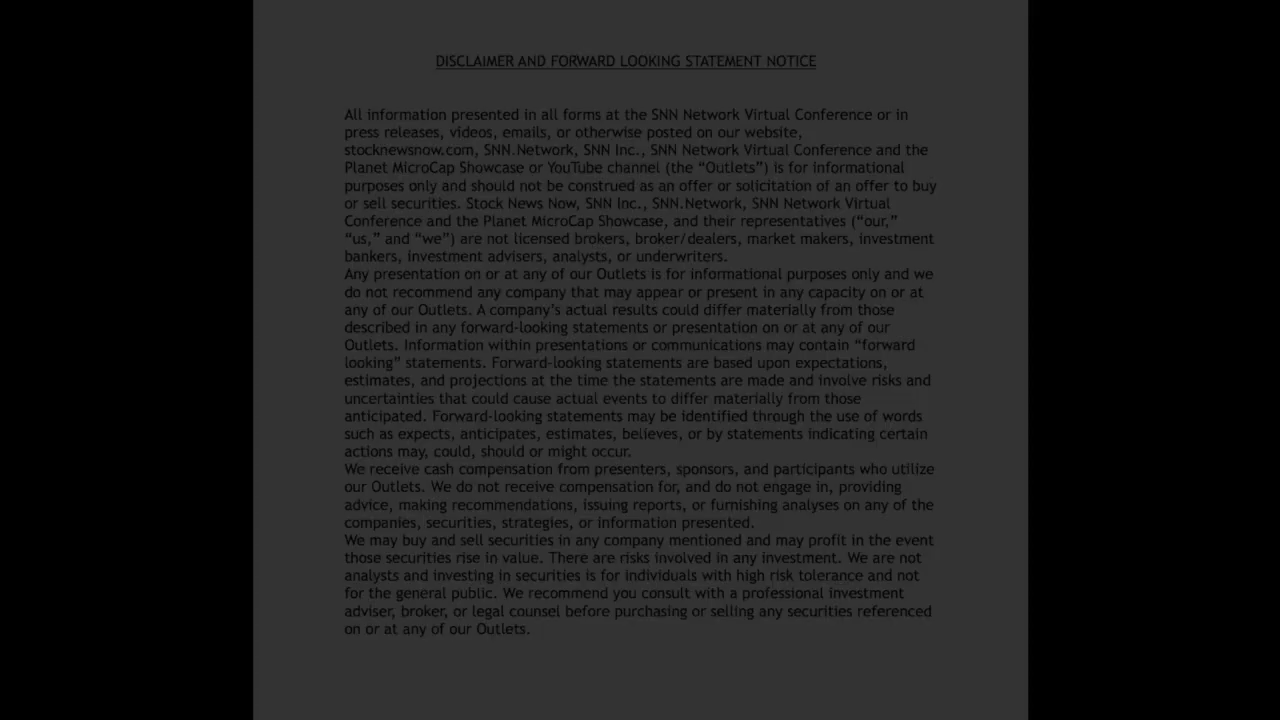 DISCLAIMER AND FORWARD LOOKING STATEMENT NOTICE
All information presented in all forms at the SNN Network Virtual Conference or in
press releases, videos, emails, or otherwise posted on our website,
stocknewsnow.com, SNN.Network, SNN Inc., SNN Network Virtual Conference and the
Planet MicroCap Showcase or YouTube channel (the “Outlets”) is for informational
purposes only and should not be construed as an offer or solicitation of an offer to buy
or sell securities. Stock News Now, SNN Inc., SNN.Network, SNN Network Virtual
Conference and the Planet MicroCap Showcase, and their representatives (“our,”
“us,” and “we”) are not licensed brokers, broker/dealers, market makers, investment
bankers, investment advisers, analysts, or underwriters.
Any presentation on or at any of our Outlets is for informational purposes only and we
do not recommend any company that may appear or present in any capacity on or at
any of our Outlets. A company’s actual results could differ materially from those
described in any forward-looking statements or presentation on or at any of our
Outlets. Information within presentations or communications may contain “forward
looking” statements. Forward-looking statements are based upon expectations,
estimates, and projections at the time the statements are made and involve risks and
uncertainties that could cause actual events to differ materially from those
anticipated. Forward-looking statements may be identified through the use of words
such as expects, anticipates, estimates, believes, or by statements indicating certain
actions may, could, should or might occur.
We receive cash compensation from presenters, sponsors, and participants who utilize
our Outlets. We do not receive compensation for, and do not engage in, providing
advice, making recommendations, issuing reports, or furnishing analyses on any of the
companies, securities, strategies, or information presented.
We may buy and sell securities in any company mentioned and may profit in the event
those securities rise in value. There are risks involved in any investment. We are not
analysts and investing in securities is for individuals with high risk tolerance and not
for the general public. We recommend you consult with a professional investment
adviser, broker, or legal counsel before purchasing or selling any securities referenced
on or at any of our Outlets.